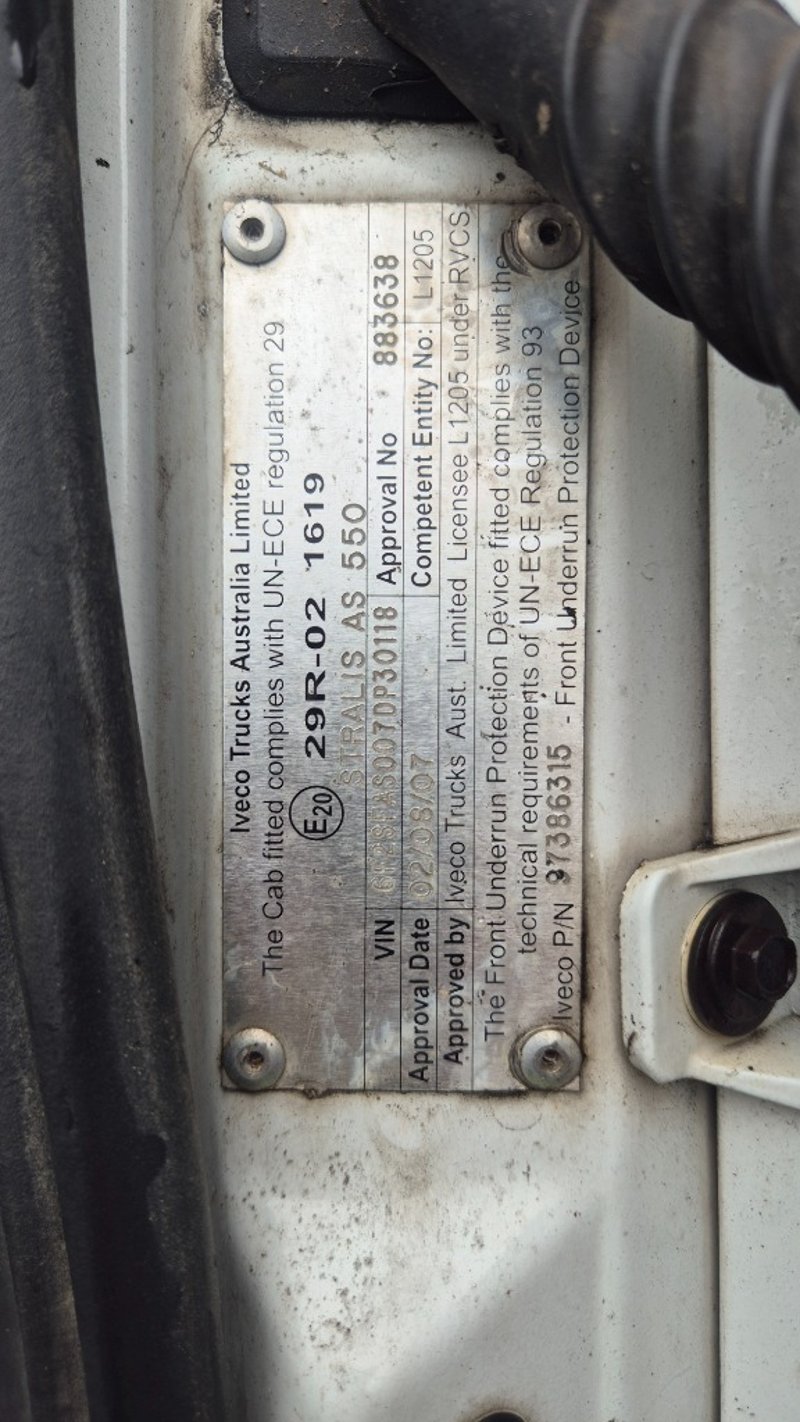 Iveco Trucks Australia Limited
The Cab fitted complies with UN-ECE regulation 29
E20 29R-02 1619
STRALIS AS 550
VIN Approval No 883638
Approval Date 02/08/07 Competent Entity No: L1205
Approved by Iveco Trucks Aust. Limited Licensee L1205 under RVCS
The Front Underrun Protection Device fitted complies with the
technical requirements of UN-ECE Regulation 93
Iveco P/N 97386315 - Front Underrun Protection Device